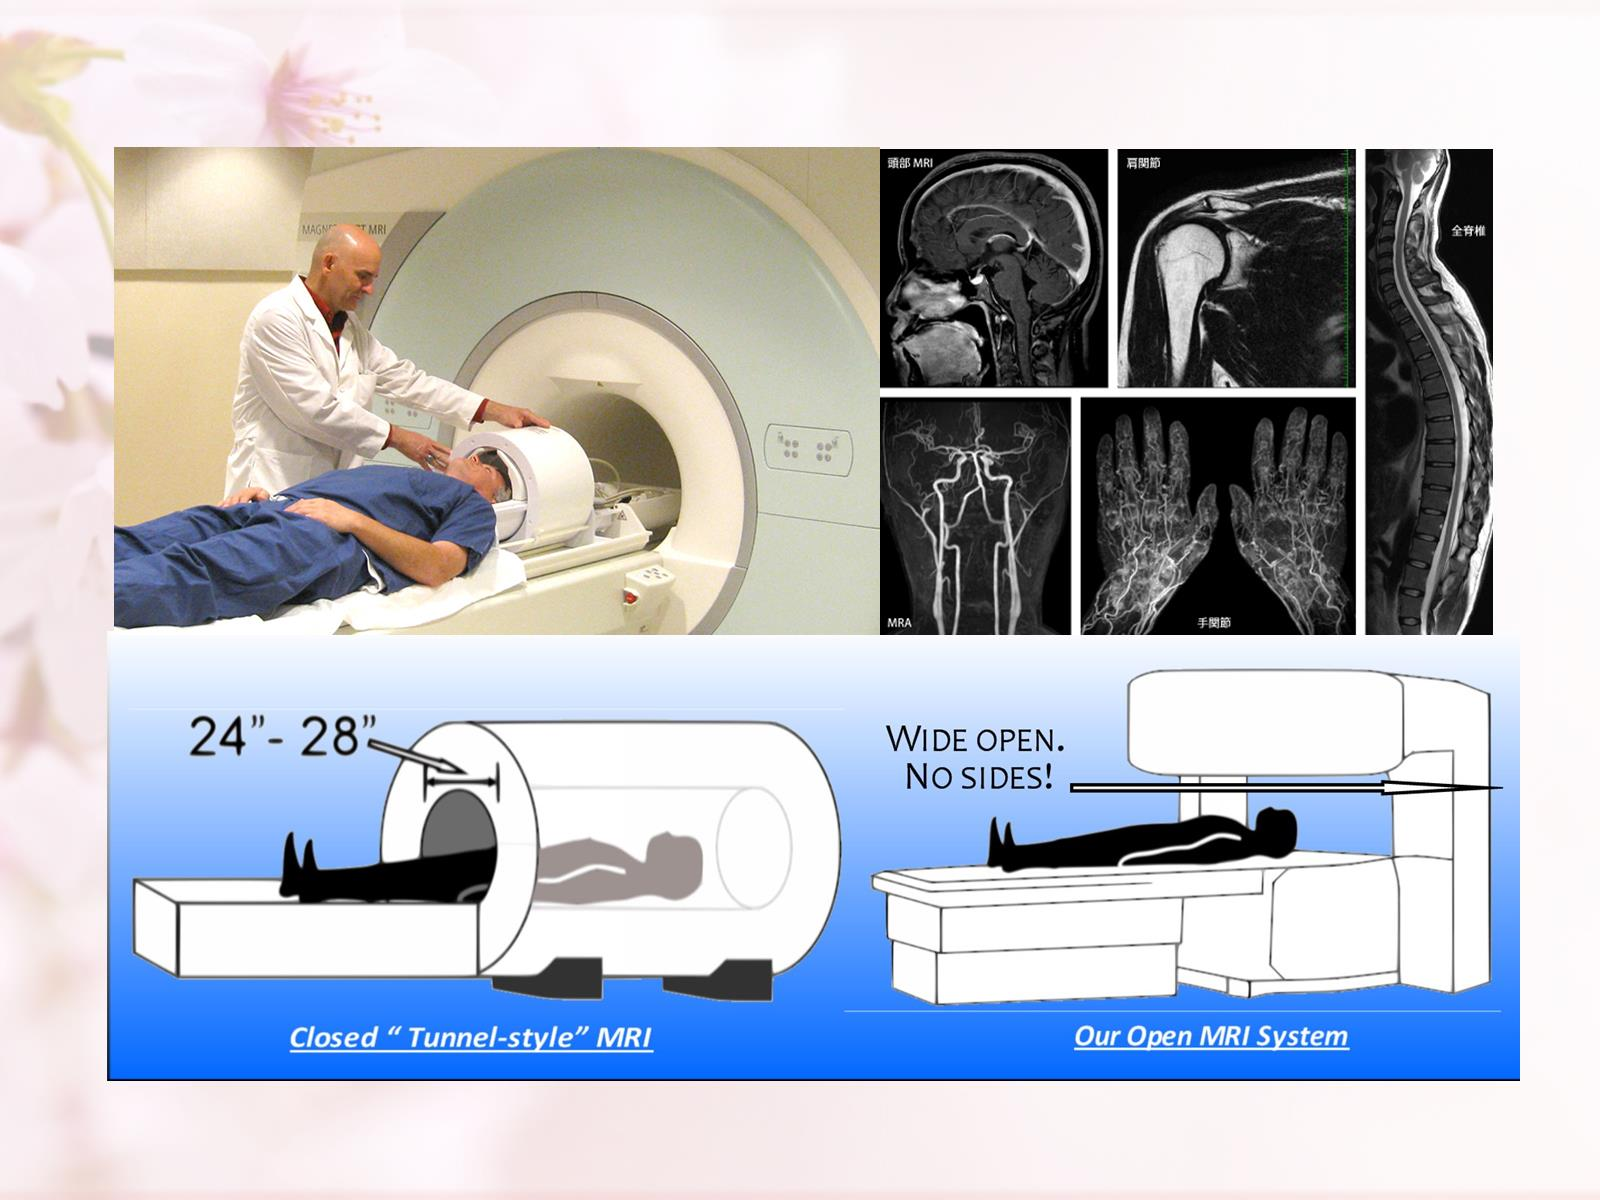 MAGNE T MRI
頭部 MRI
肩関節
全脊椎
MRA
手関節
24”- 28”
WIDE OPEN.
NO SIDES!
Closed “ Tunnel-style” MRI
Our Open MRI System